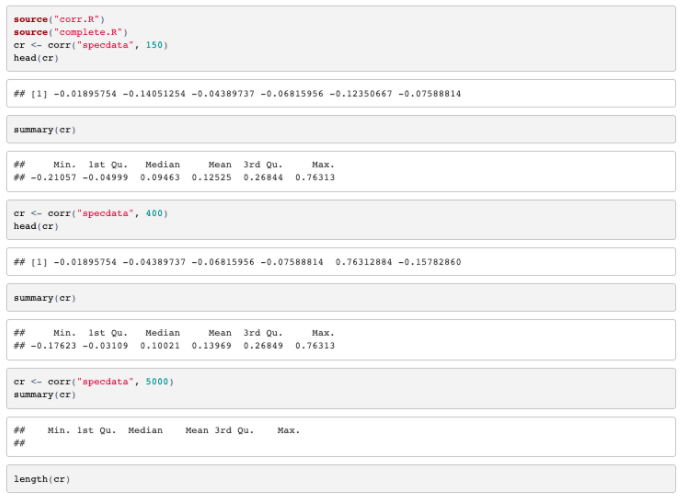 source("corr.R")
source("complete.R")
cr <- corr("specdata", 150)
head(cr)
## [1] -0.01895754 -0.14051254 -0.04389737 -0.06815956 -0.12350667 -0.07588814
summary(cr)
##     Min.  1st Qu.   Median     Mean  3rd Qu.     Max.
## -0.21057 -0.04999  0.09463  0.12525  0.26844  0.76313
cr <- corr("specdata", 400)
head(cr)
## [1] -0.01895754 -0.04389737 -0.06815956 -0.07588814  0.76312884 -0.15782860
summary(cr)
##     Min.  1st Qu.   Median     Mean  3rd Qu.     Max.
## -0.17623 -0.03109  0.10021  0.13969  0.26849  0.76313
cr <- corr("specdata", 5000)
summary(cr)
##    Min. 1st Qu.  Median    Mean 3rd Qu.    Max.
##
length(cr)